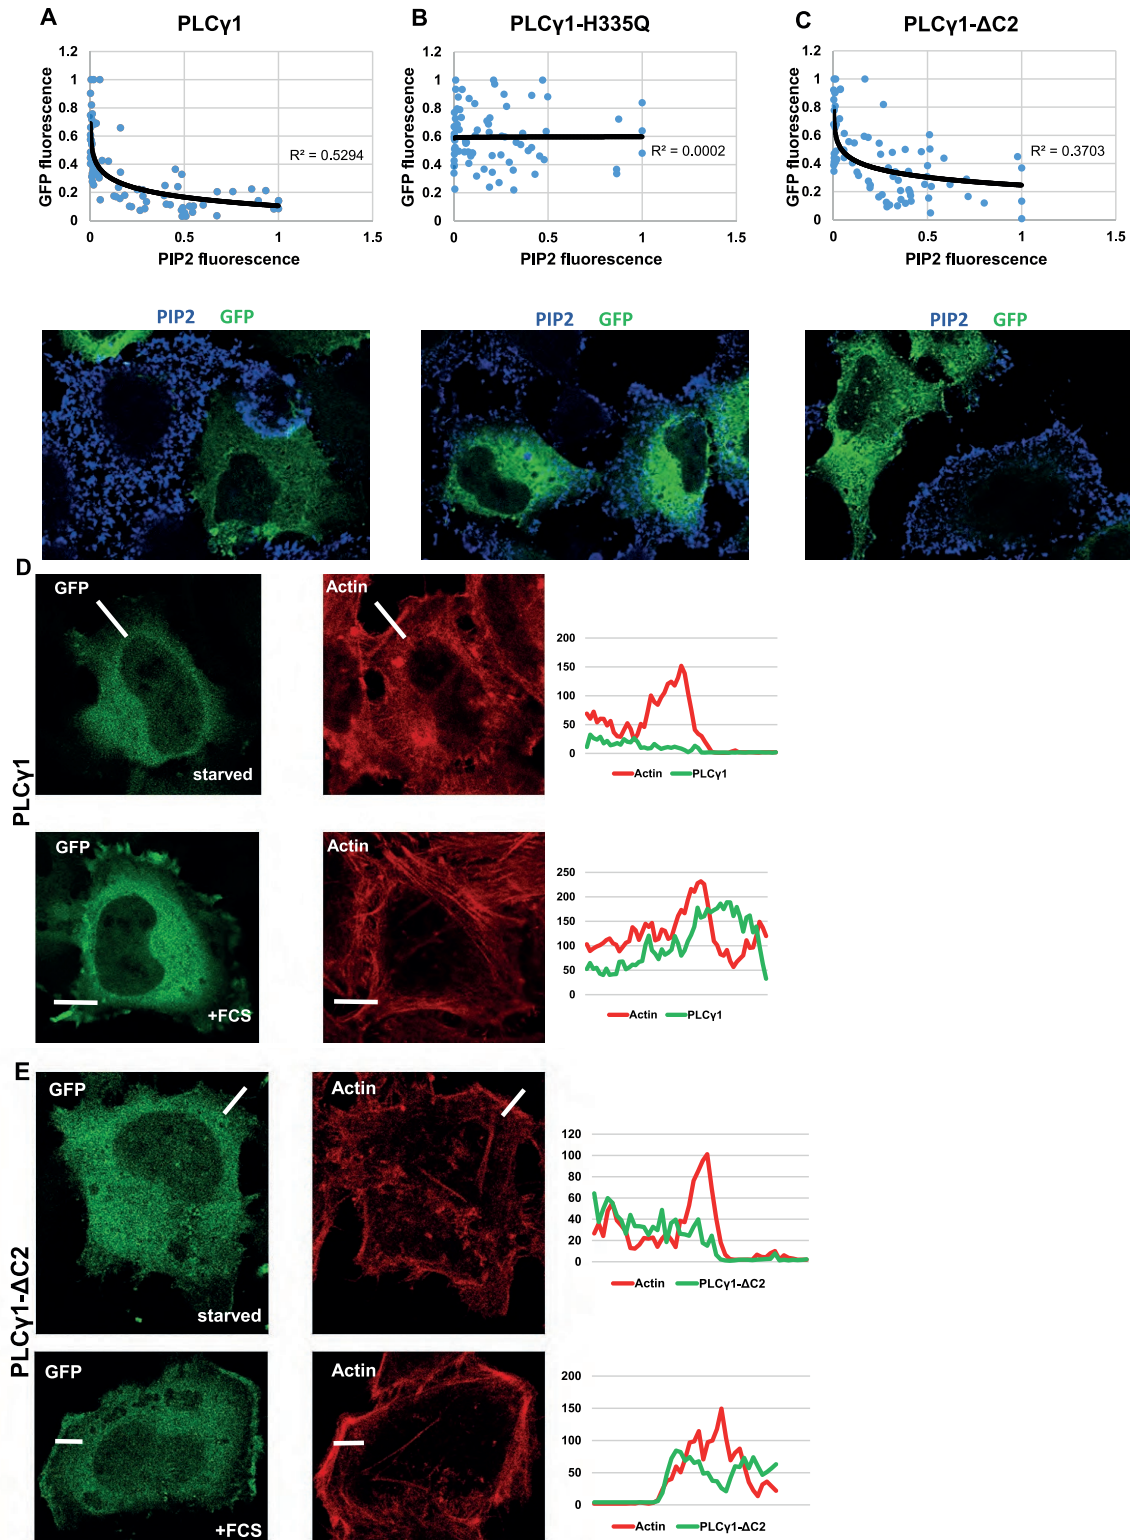 A PLCγ1
GFP fluorescence
1.2
1
0.8
0.6
0.4
0.2
0
R² = 0.5294
0 0.5 1 1.5
PIP2 fluorescence
B PLCγ1-H335Q
GFP fluorescence
1.2
1
0.8
0.6
0.4
0.2
0
R² = 0.0002
0 0.5 1 1.5
PIP2 fluorescence
C PLCγ1-ΔC2
GFP fluorescence
1.2
1
0.8
0.6
0.4
0.2
0
R² = 0.3703
0 0.5 1 1.5
PIP2 fluorescence
PIP2 GFP
PIP2 GFP
PIP2 GFP
D
PLCγ1
GFP
starved
Actin
200
150
100
50
0
Actin PLCγ1
GFP
+FCS
Actin
250
200
150
100
50
0
Actin PLCγ1
E
PLCγ1-ΔC2
GFP
starved
Actin
120
100
80
60
40
20
0
Actin PLCγ1-ΔC2
GFP
+FCS
Actin
200
150
100
50
0
Actin PLCγ1-ΔC2